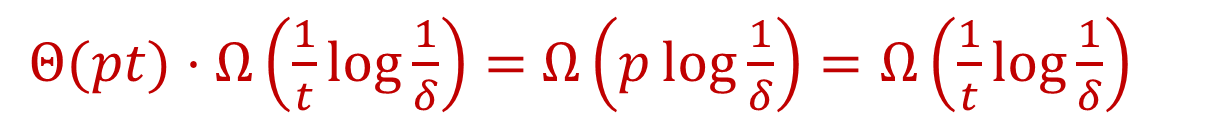 Θ(pt) · Ω(1/t log 1/δ) = Ω(p log 1/δ) = Ω(1/t log 1/δ)